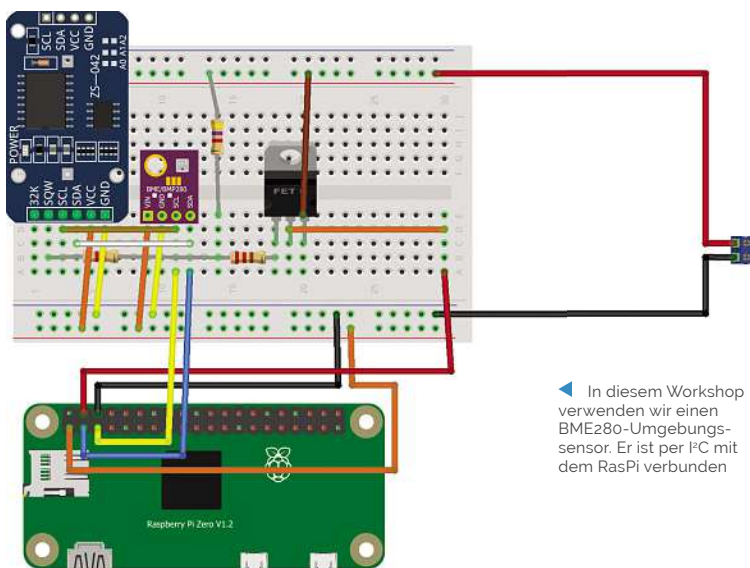 SCL
SDA
VCC
GND
A0 A1 A2
ZS-042
POWER
32K
SQW
SCL
SDA
VCC
GND
BME/BMP280
VIN
GND
SCL
SDA
FET
Raspberry Pi Zero V1.2
◀ In diesem Workshop
verwenden wir einen
BME280-Umgebungs-
sensor. Er ist per I²C mit
dem RasPi verbunden